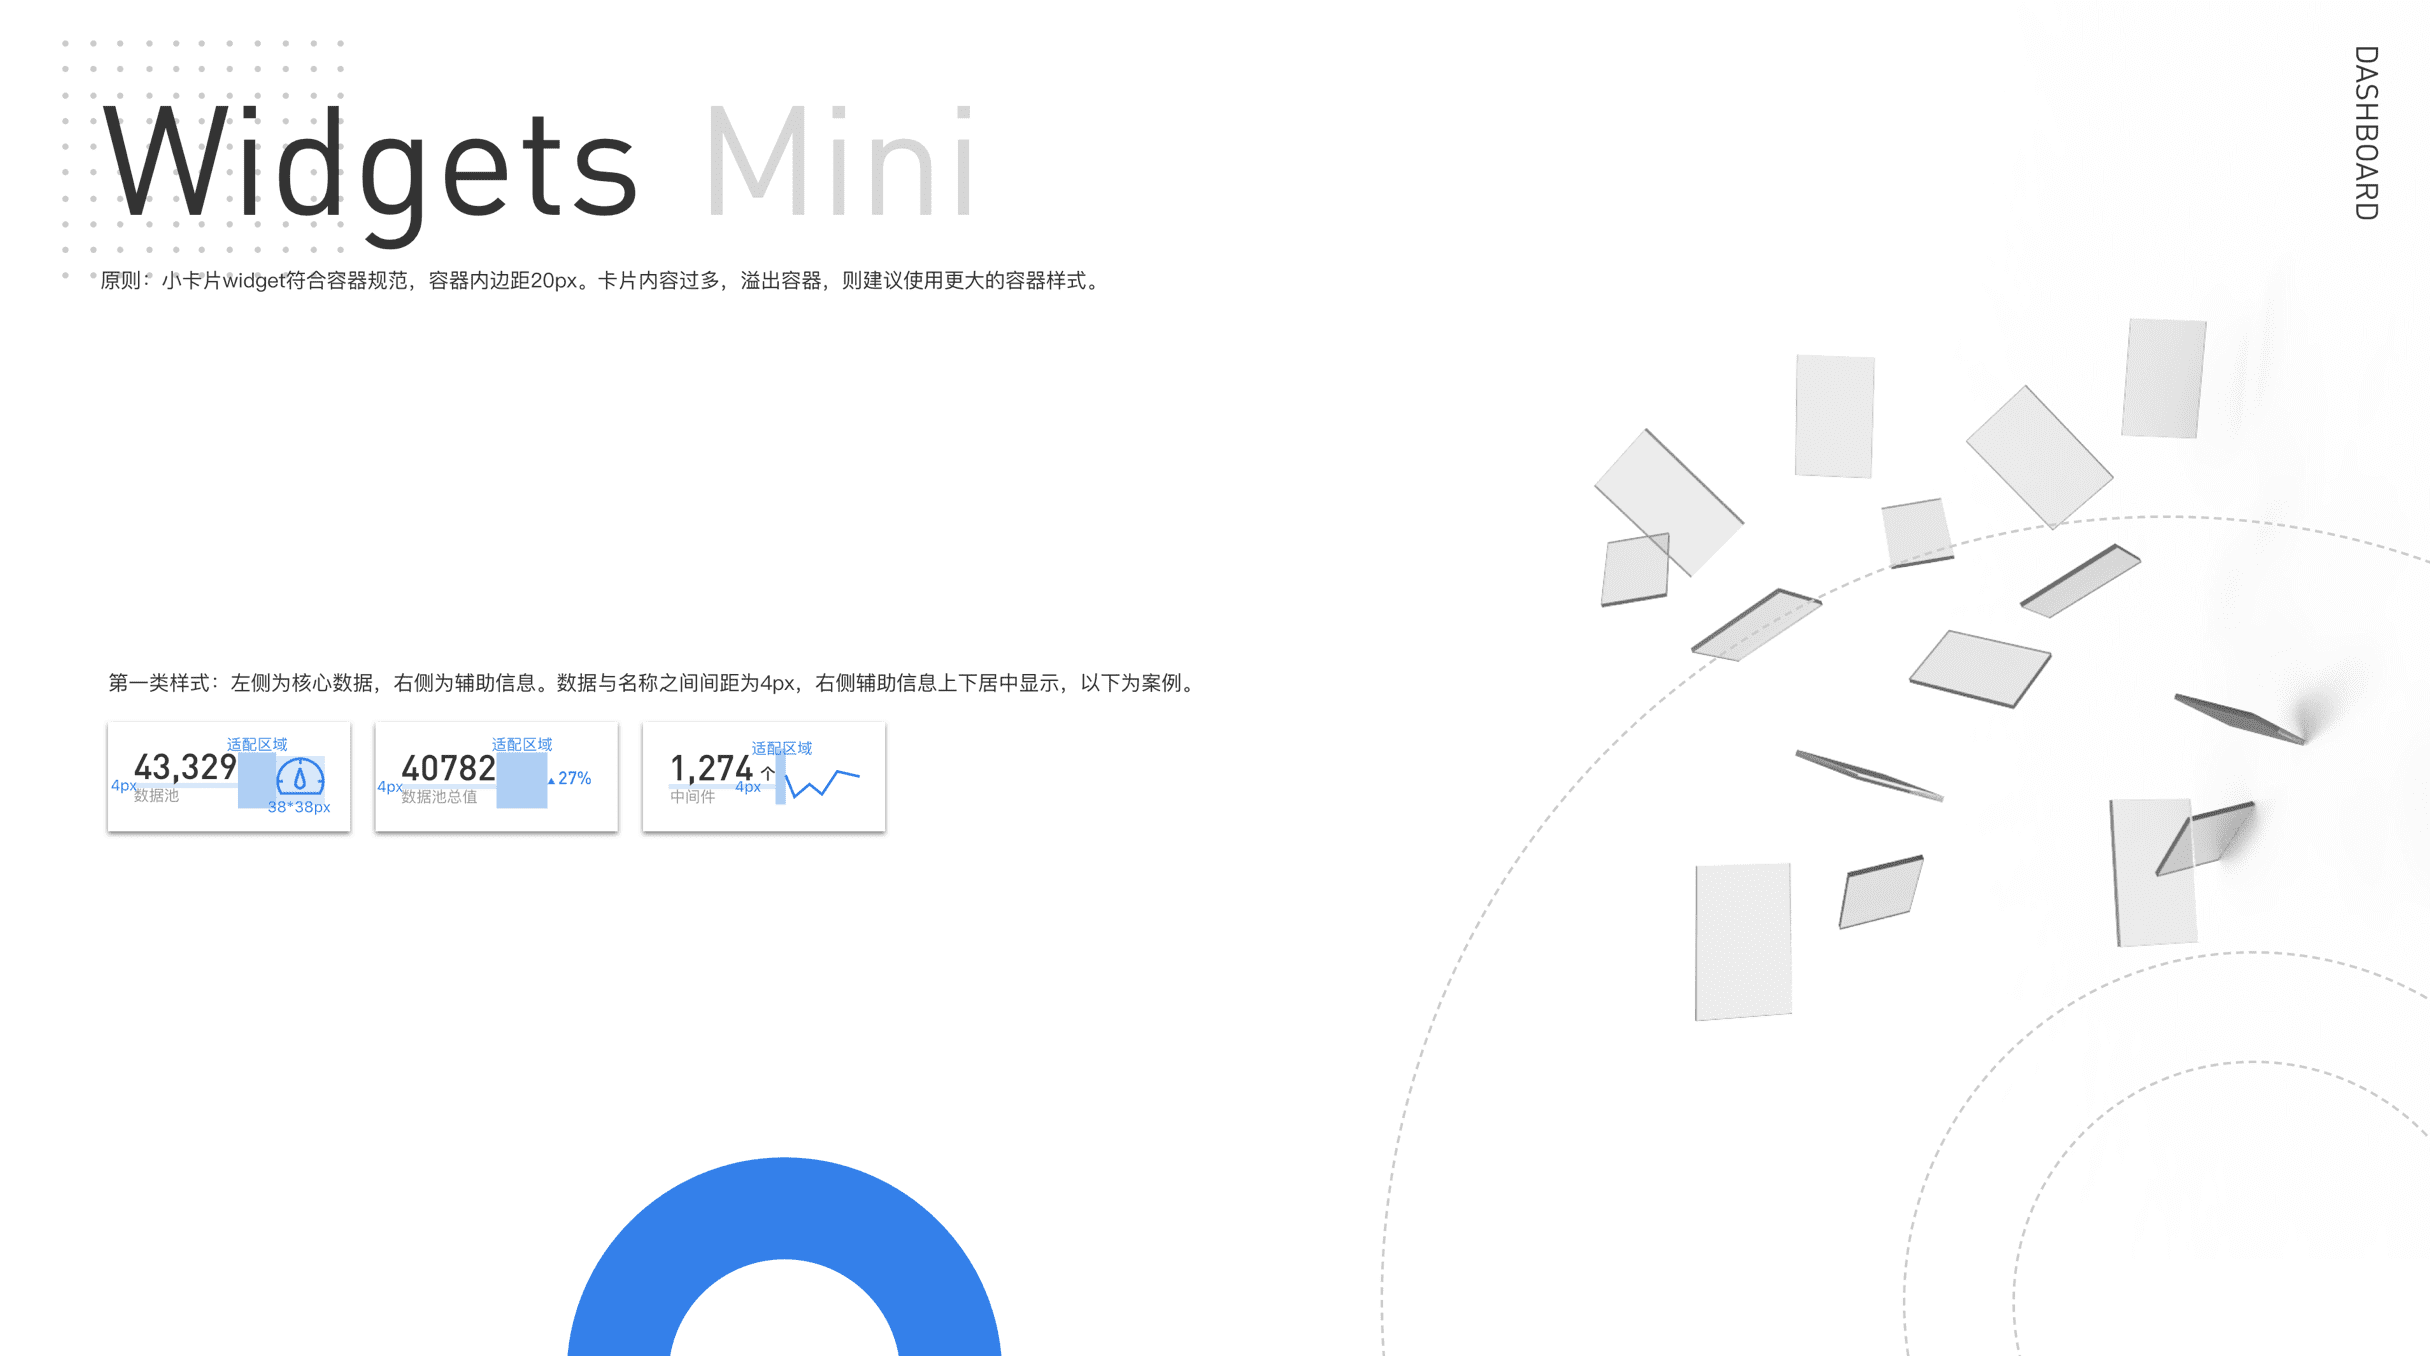 Widgets Mini
DASHBOARD
原则：小卡片widget符合容器规范，容器内边距20px。卡片内容过多，溢出容器，则建议使用更大的容器样式。
第一类样式：左侧为核心数据，右侧为辅助信息。数据与名称之间间距为4px，右侧辅助信息上下居中显示，以下为案例。
适配区域
43,329
4px
数据池
38*38px
适配区域
40782
27%
4px
数据池总值
适配区域
1,274 个
4px
中间件